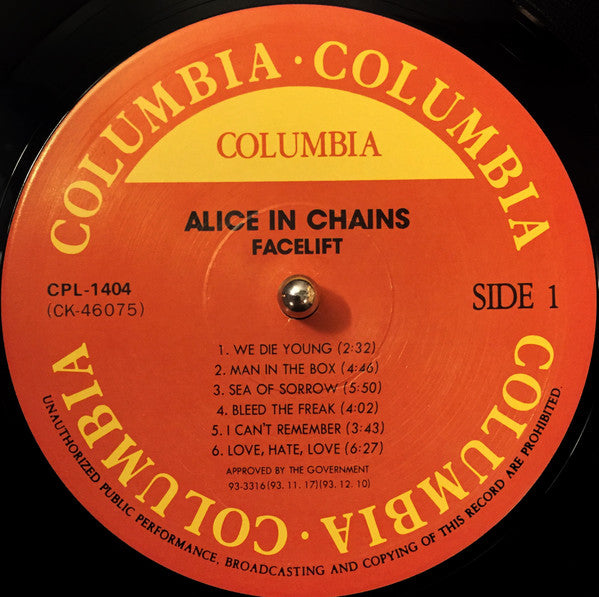 COLUMBIA · COLUMBIA
COLUMBIA
ALICE IN CHAINS
FACELIFT
CPL-1404
(CK-46075)
SIDE 1
1. WE DIE YOUNG (2:32)
2. MAN IN THE BOX (4:46)
3. SEA OF SORROW (5:50)
4. BLEED THE FREAK (4:02)
5. I CAN'T REMEMBER (3:43)
6. LOVE, HATE, LOVE (6:27)
APPROVED BY THE GOVERNMENT
93-3316(93. 11. 17)(93. 12. 10)
COLUMBIA · COLUMBIA
UNAUTHORIZED PUBLIC PERFORMANCE, BROADCASTING AND COPYING OF THIS RECORD ARE PROHIBITED.